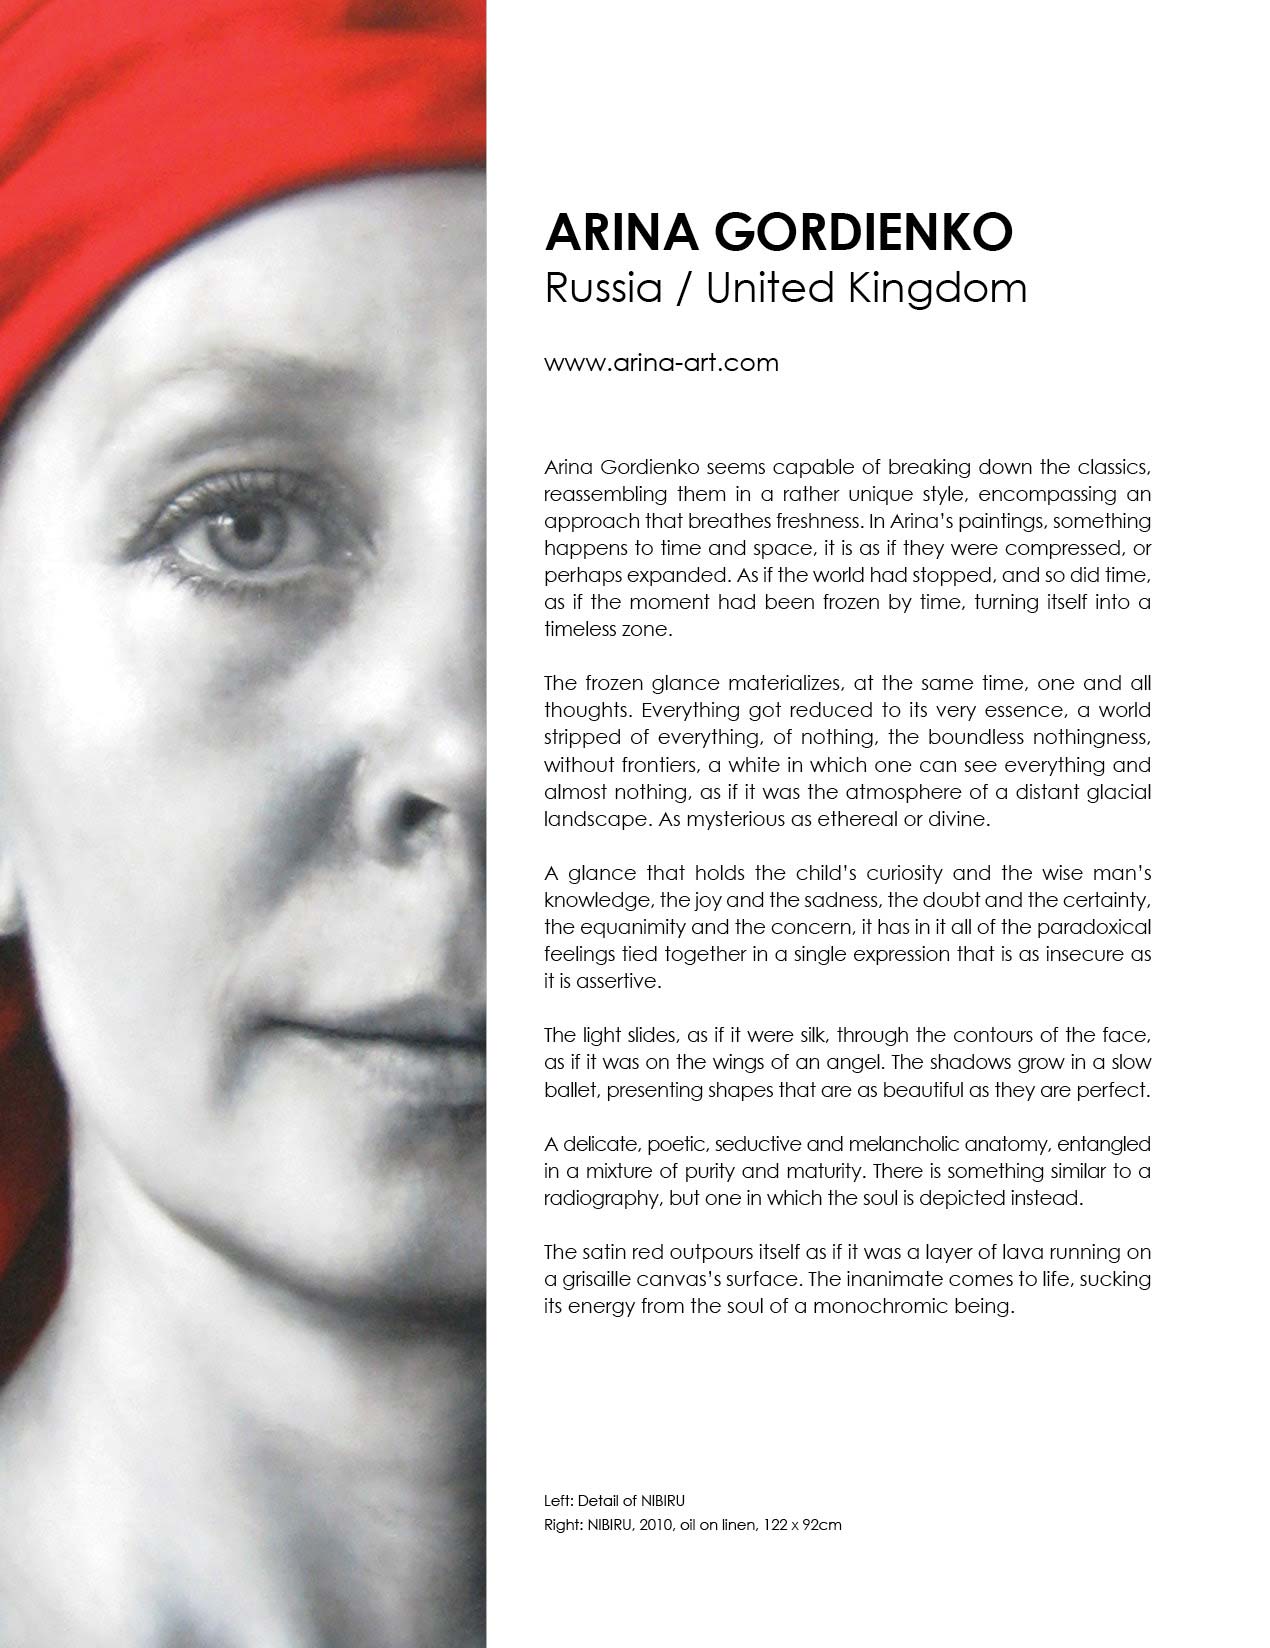 ARINA GORDIENKO
Russia / United Kingdom
www.arina-art.com
Arina Gordienko seems capable of breaking down the classics,
reassembling them in a rather unique style, encompassing an
approach that breathes freshness. In Arina’s paintings, something
happens to time and space, it is as if they were compressed, or
perhaps expanded. As if the world had stopped, and so did time,
as if the moment had been frozen by time, turning itself into a
timeless zone.
The frozen glance materializes, at the same time, one and all
thoughts. Everything got reduced to its very essence, a world
stripped of everything, of nothing, the boundless nothingness,
without frontiers, a white in which one can see everything and
almost nothing, as if it was the atmosphere of a distant glacial
landscape. As mysterious as ethereal or divine.
A glance that holds the child’s curiosity and the wise man’s
knowledge, the joy and the sadness, the doubt and the certainty,
the equanimity and the concern, it has in it all of the paradoxical
feelings tied together in a single expression that is as insecure as
it is assertive.
The light slides, as if it were silk, through the contours of the face,
as if it was on the wings of an angel. The shadows grow in a slow
ballet, presenting shapes that are as beautiful as they are perfect.
A delicate, poetic, seductive and melancholic anatomy, entangled
in a mixture of purity and maturity. There is something similar to a
radiography, but one in which the soul is depicted instead.
The satin red outpours itself as if it was a layer of lava running on
a grisaille canvas’s surface. The inanimate comes to life, sucking
its energy from the soul of a monochromic being.
Left: Detail of NIBIRU
Right: NIBIRU, 2010, oil on linen, 122 x 92cm